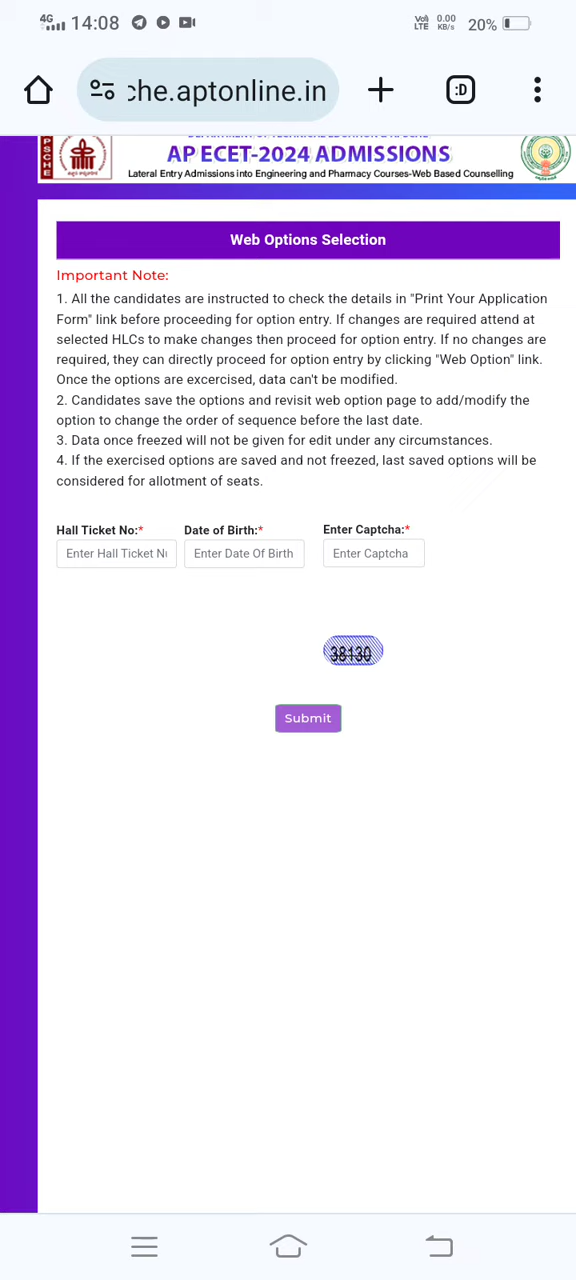 4G 14:08 Vo)) LTE 0.00 KB/s 20%
che.aptonline.in :D
PSCHE
AP ECET-2024 ADMISSIONS
Lateral Entry Admissions into Engineering and Pharmacy Courses-Web Based Counselling
Web Options Selection
Important Note:
1. All the candidates are instructed to check the details in "Print Your Application
Form" link before proceeding for option entry. If changes are required attend at
selected HLCs to make changes then proceed for option entry. If no changes are
required, they can directly proceed for option entry by clicking "Web Option" link.
Once the options are excercised, data can't be modified.
2. Candidates save the options and revisit web option page to add/modify the
option to change the order of sequence before the last date.
3. Data once freezed will not be given for edit under any circumstances.
4. If the exercised options are saved and not freezed, last saved options will be
considered for allotment of seats.
Hall Ticket No:* Date of Birth:* Enter Captcha:*
Enter Hall Ticket Nu Enter Date Of Birth Enter Captcha
38130
Submit